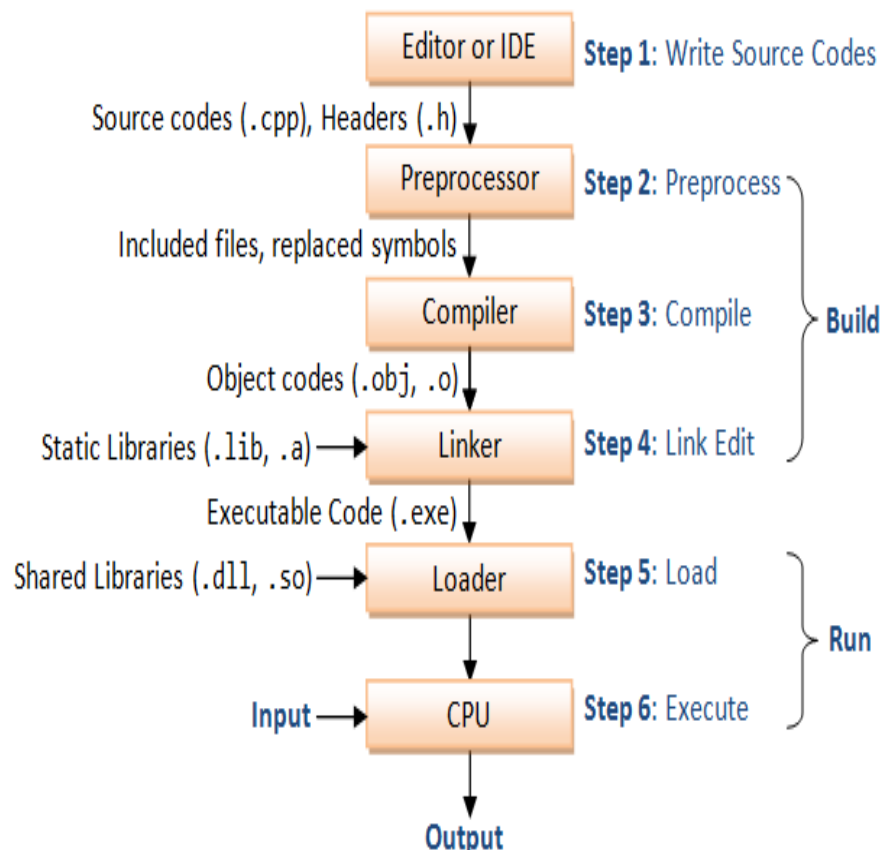 Editor or IDE
Step 1: Write Source Codes
Source codes (.cpp), Headers (.h)
Preprocessor
Step 2: Preprocess
Included files, replaced symbols
Compiler
Step 3: Compile
Build
Object codes (.obj, .o)
Static Libraries (.lib, .a)
Linker
Step 4: Link Edit
Executable Code (.exe)
Shared Libraries (.dll, .so)
Loader
Step 5: Load
Run
Input
CPU
Step 6: Execute
Output